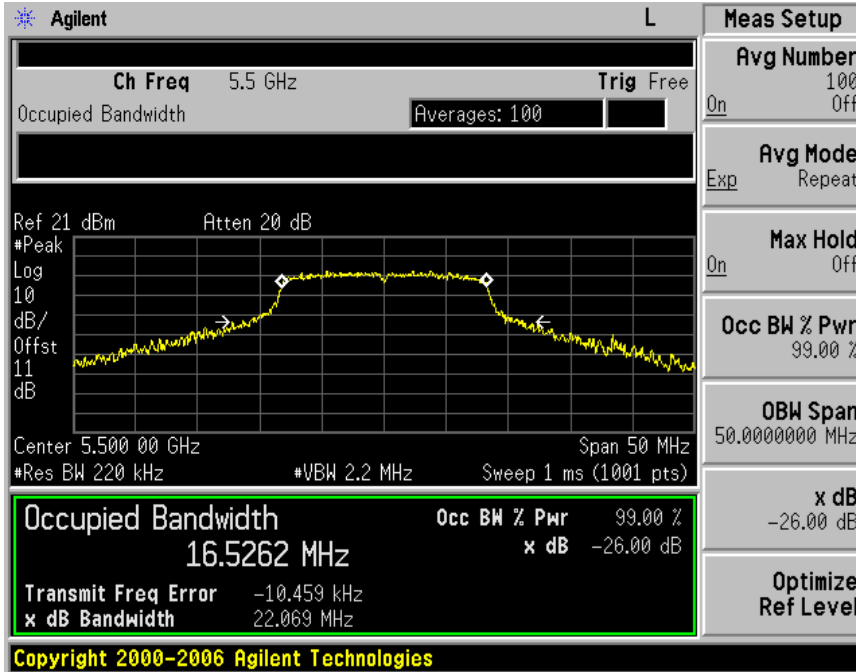 Agilent L Meas Setup
Ch Freq 5.5 GHz Trig Free
Occupied Bandwidth Averages: 100
Ref 21 dBm Atten 20 dB
#Peak
Log
10
dB/
Offst
11
dB
Center 5.500 00 GHz Span 50 MHz
#Res BW 220 kHz #VBW 2.2 MHz Sweep 1 ms (1001 pts)
Occupied Bandwidth Occ BW % Pwr 99.00 %
16.5262 MHz x dB -26.00 dB
Transmit Freq Error -10.459 kHz
x dB Bandwidth 22.069 MHz
Avg Number
100
On Off
Avg Mode
Exp Repeat
Max Hold
On Off
Occ BW % Pwr
99.00 %
OBW Span
50.0000000 MHz
x dB
-26.00 dB
Optimize
Ref Level
Copyright 2000-2006 Agilent Technologies